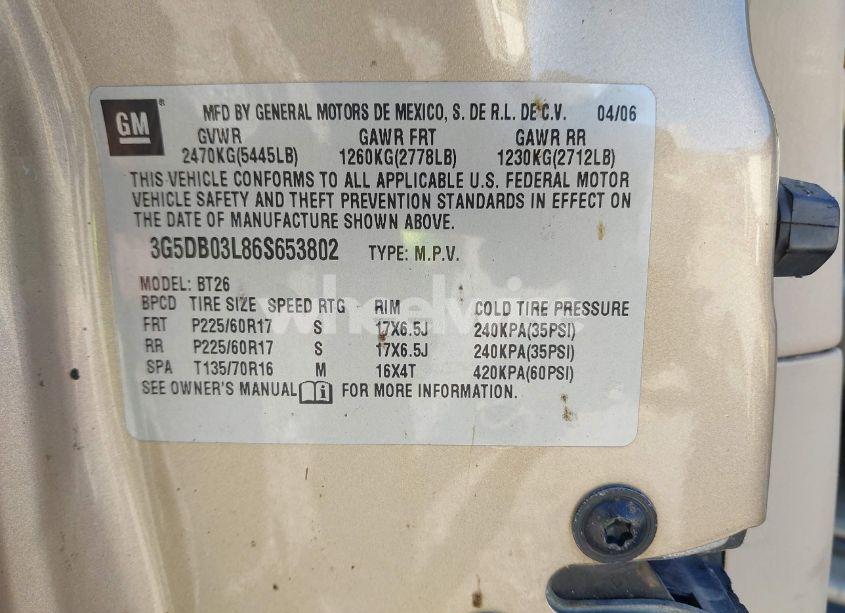 GM® MFD BY GENERAL MOTORS DE MEXICO, S. DE R.L. DE C.V. 04/06
GVWR GAWR FRT GAWR RR
2470KG(5445LB) 1260KG(2778LB) 1230KG(2712LB)
THIS VEHICLE CONFORMS TO ALL APPLICABLE U.S. FEDERAL MOTOR
VEHICLE SAFETY AND THEFT PREVENTION STANDARDS IN EFFECT ON
THE DATE OF MANUFACTURE SHOWN ABOVE.
3G5DB03L86S653802 TYPE: M.P.V.
MODEL: BT26
BPCD TIRE SIZE SPEED RTG RIM COLD TIRE PRESSURE
FRT P225/60R17 S 17X6.5J 240KPA(35PSI)
RR P225/60R17 S 17X6.5J 240KPA(35PSI)
SPA T135/70R16 M 16X4T 420KPA(60PSI)
SEE OWNER'S MANUAL FOR MORE INFORMATION.